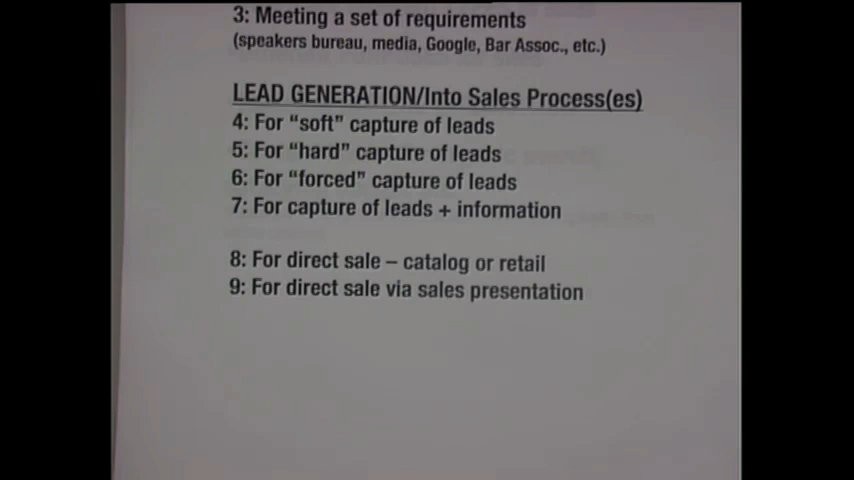 3: Meeting a set of requirements
(speakers bureau, media, Google, Bar Assoc., etc.)
LEAD GENERATION/Into Sales Process(es)
4: For “soft” capture of leads
5: For “hard” capture of leads
6: For “forced” capture of leads
7: For capture of leads + information
8: For direct sale – catalog or retail
9: For direct sale via sales presentation